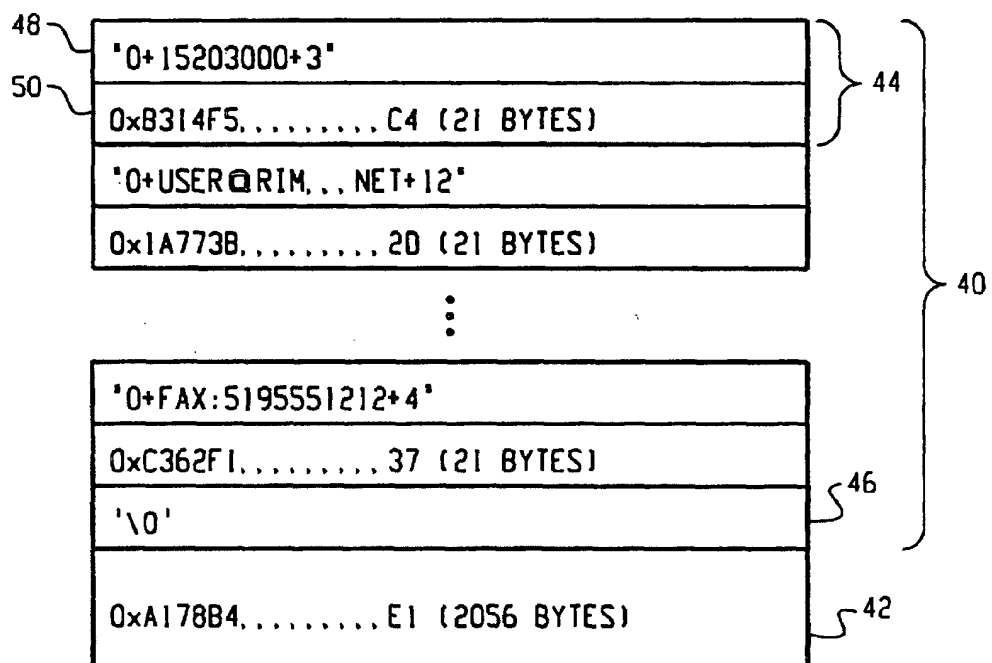 48
"0+15203000+3"
44
50
0xB314F5......... C4 (21 BYTES)
"0+USER@RIM... NET+12"
0x1A773B......... 2D (21 BYTES)
40
"0+FAX:5195551212+4"
0xC362F1......... 37 (21 BYTES)
46
'\0'
0xA178B4......... E1 (2056 BYTES)
42